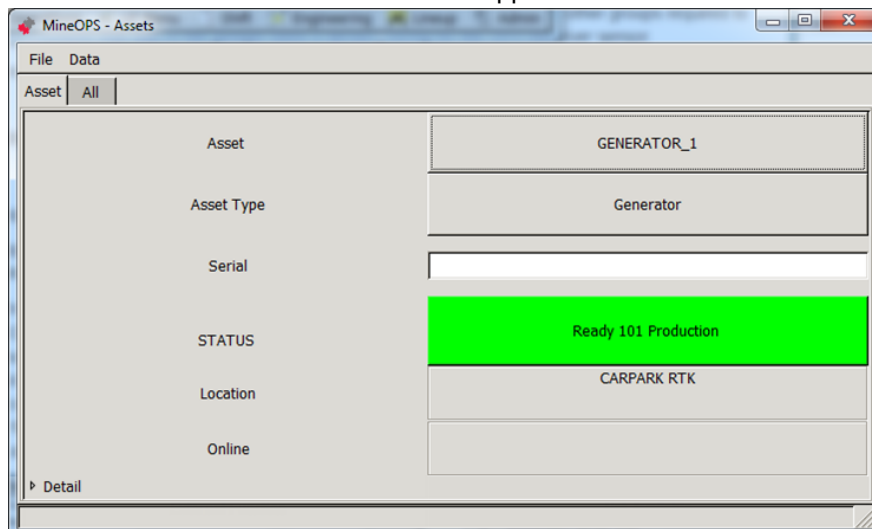 MineOPS - Assets
File Data
Asset All
Asset GENERATOR_1
Asset Type Generator
Serial
STATUS Ready 101 Production
Location CARPARK RTK
Online
Detail